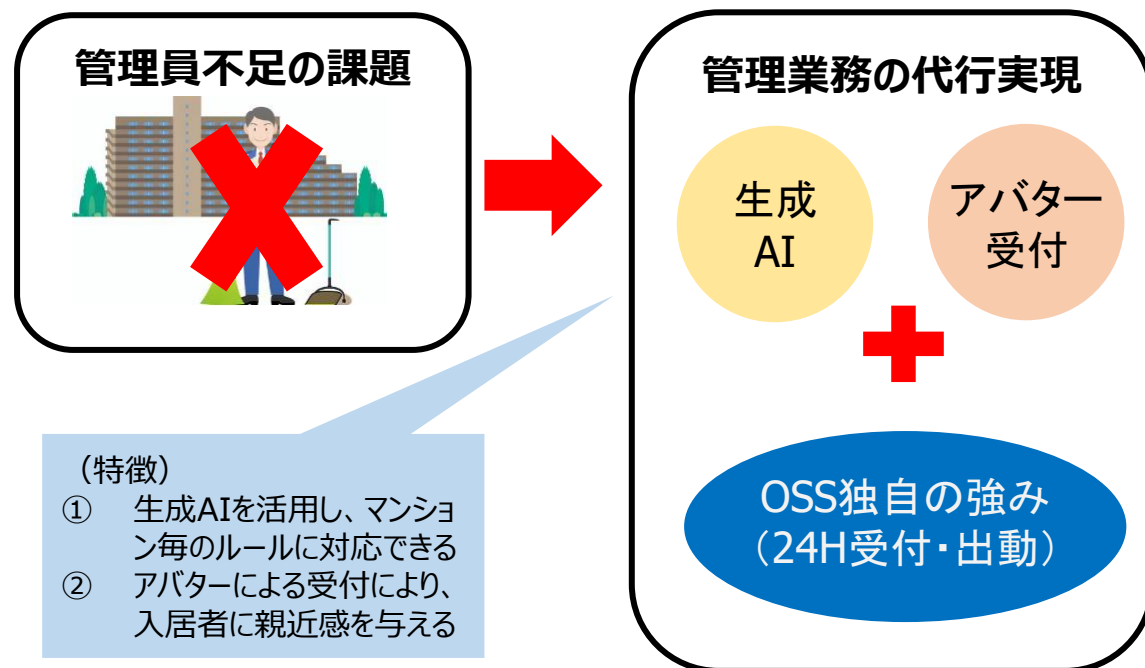 管理員不足の課題
管理業務の代行実現
生成
AI
アバター
受付
OSS独自の強み
（24H受付・出動）
（特徴）
① 生成AIを活用し、マンショ
ン毎のルールに対応できる
② アバターによる受付により、
入居者に親近感を与える